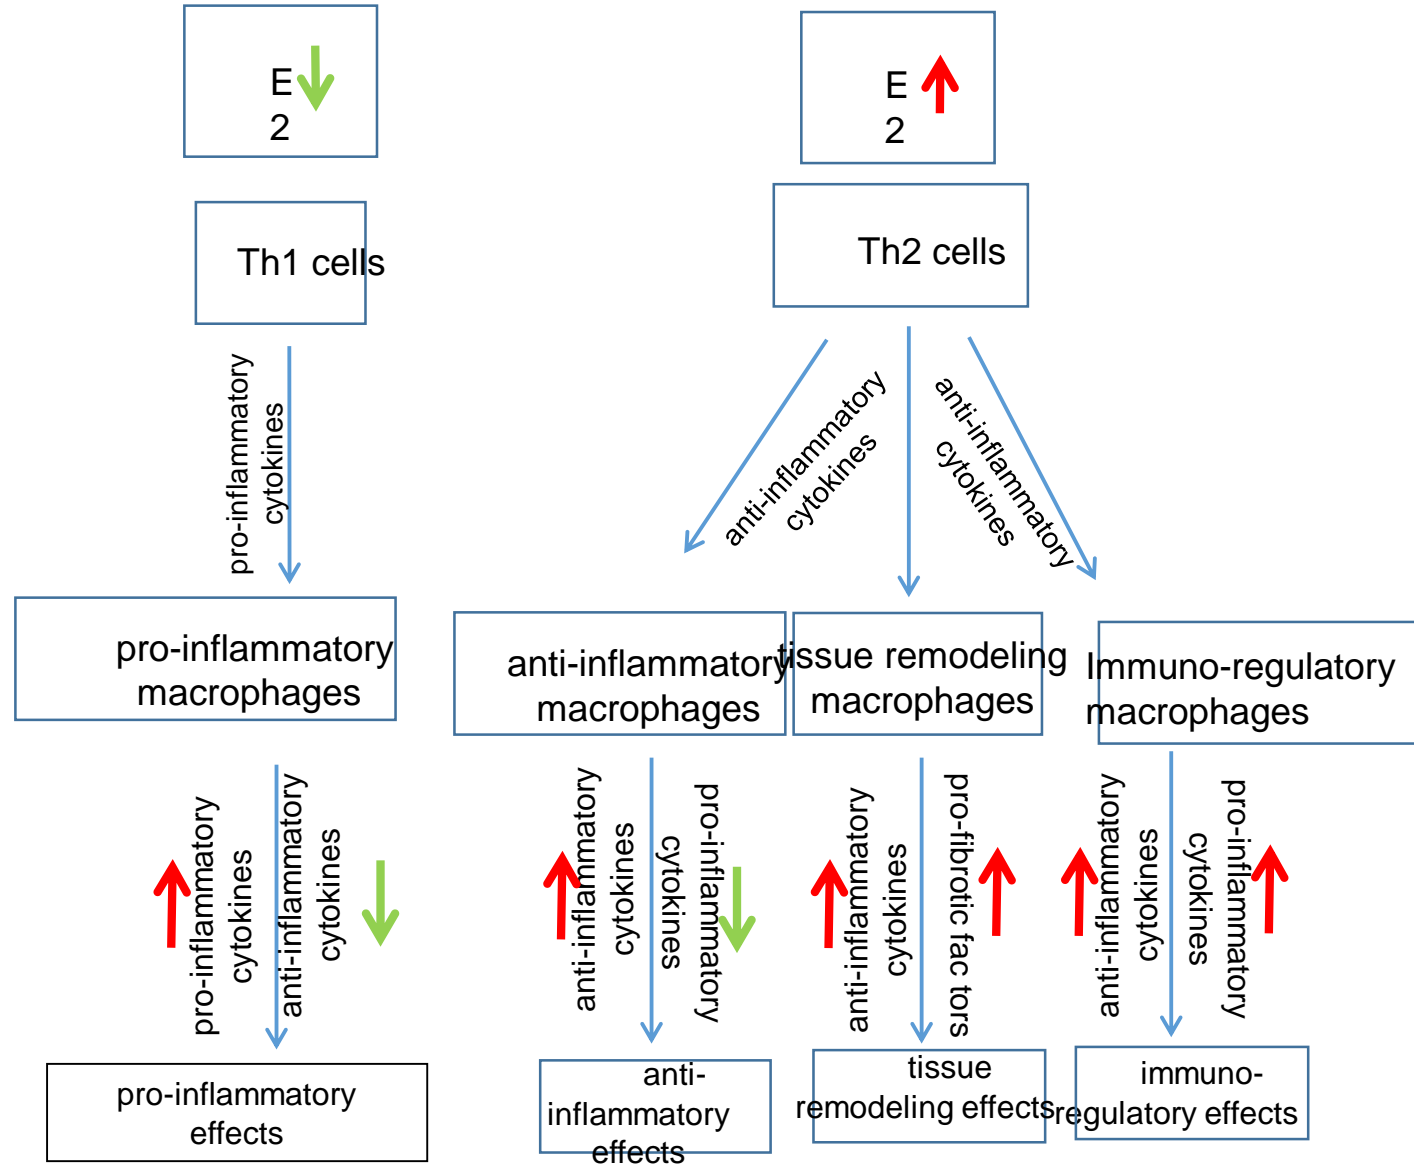 E
2
E
2
Th1 cells
Th2 cells
pro-inflammatory
cytokines
anti-inflammatory
cytokines
anti-inflammatory
cytokines
pro-inflammatory
macrophages
anti-inflammatory
macrophages
tissue remodeling
macrophages
Immuno-regulatory
macrophages
pro-inflammatory
cytokines
anti-inflammatory
cytokines
anti-inflammatory
cytokines
pro-inflammatory
cytokines
anti-inflammatory
cytokines
pro-fibrotic fac tors
anti-inflammatory
cytokines
pro-inflammatory
cytokines
pro-inflammatory
effects
anti-
inflammatory
effects
tissue
remodeling effects
immuno-
regulatory effects